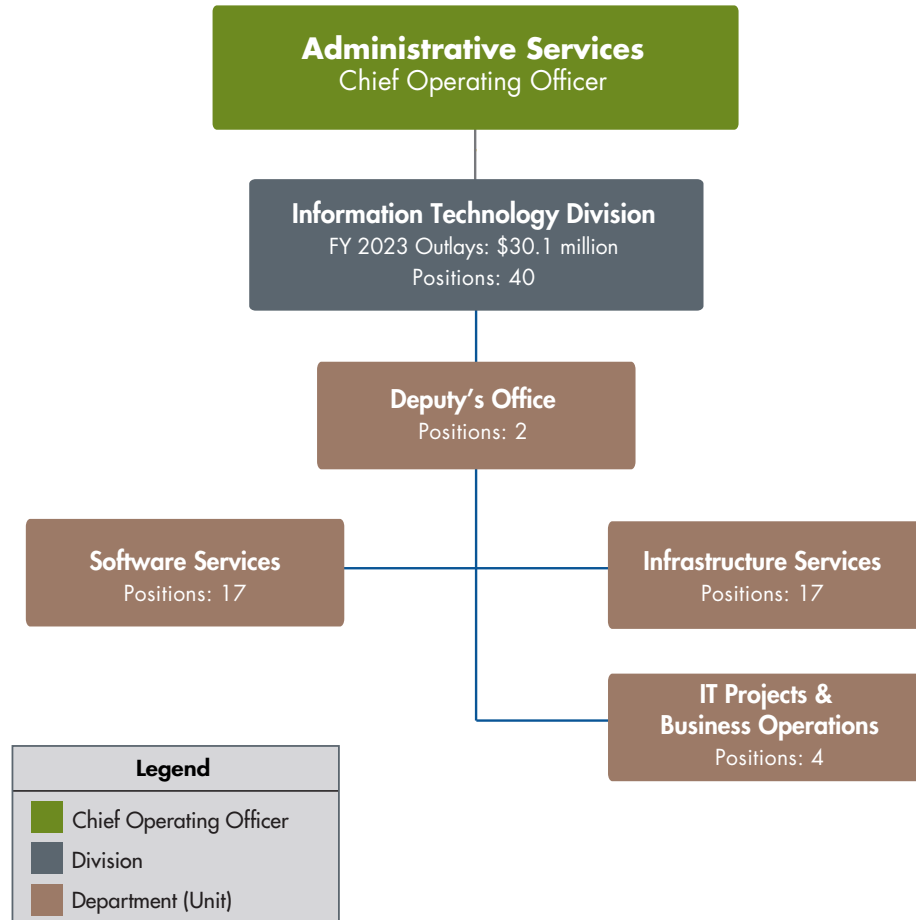 Administrative Services
Chief Operating Officer
Information Technology Division
FY 2023 Outlays: $30.1 million
Positions: 40
Deputy’s Office
Positions: 2
Software Services
Positions: 17
Infrastructure Services
Positions: 17
IT Projects &
Business Operations
Positions: 4
Legend
Chief Operating Officer
Division
Department (Unit)